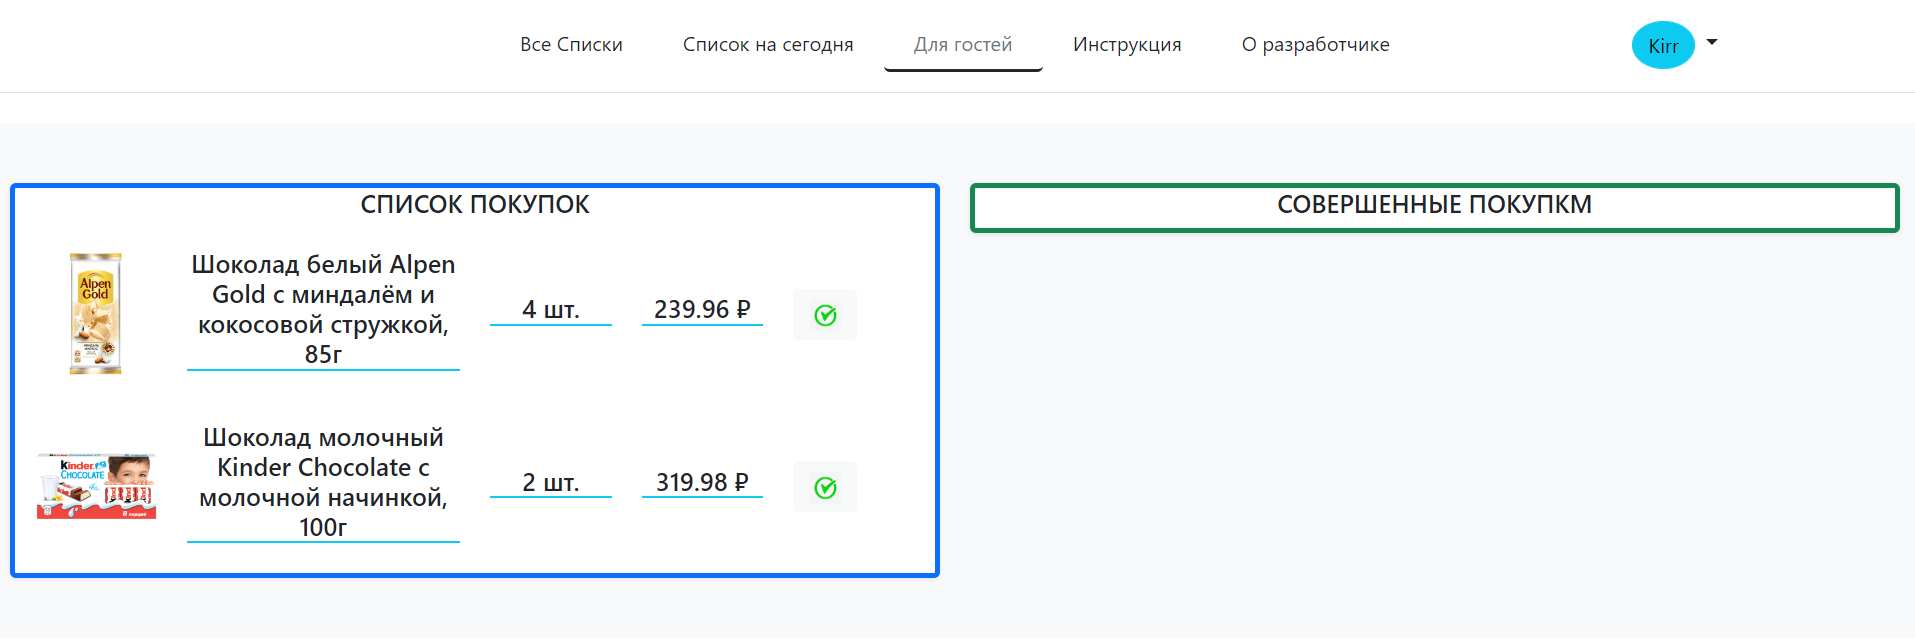 Все Списки
Список на сегодня
Для гостей
Инструкция
О разработчике
Kirr
СПИСОК ПОКУПОК
Alpen
Gold
Шоколад белый Alpen
Gold с миндалём и
кокосовой стружкой,
85г
4 шт.
239.96 ₽
Kinder
CHOCOLATE
Шоколад молочный
Kinder Chocolate с
молочной начинкой,
100г
2 шт.
319.98 ₽
СОВЕРШЕННЫЕ ПОКУПКМ